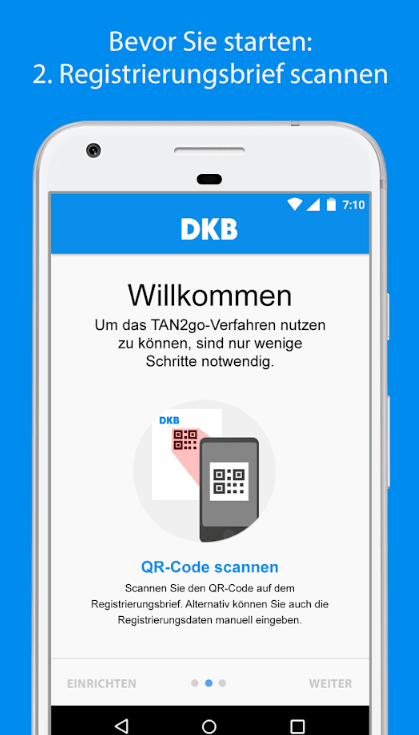 Bevor Sie starten:
2. Registrierungsbrief scannen
7:10
DKB
Willkommen
Um das TAN2go-Verfahren nutzen
zu können, sind nur wenige
Schritte notwendig.
DKB
QR-Code scannen
Scannen Sie den QR-Code auf dem
Registrierungsbrief. Alternativ können Sie auch die
Registrierungsdaten manuell eingeben.
EINRICHTEN
WEITER